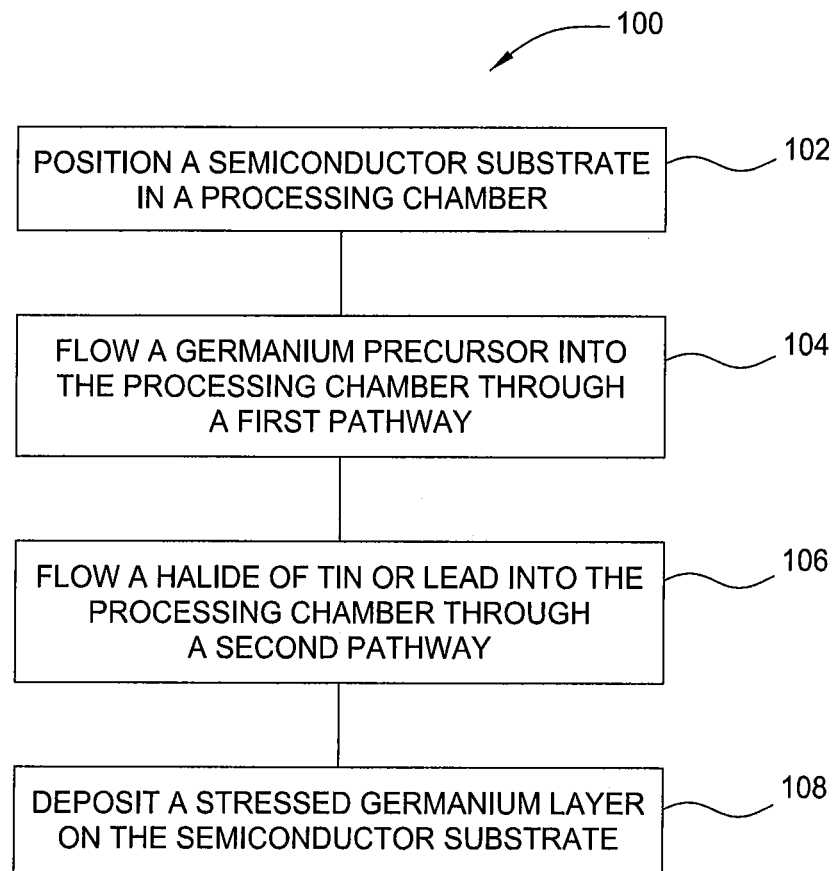 100
POSITION A SEMICONDUCTOR SUBSTRATE
IN A PROCESSING CHAMBER
102
FLOW A GERMANIUM PRECURSOR INTO
THE PROCESSING CHAMBER THROUGH
A FIRST PATHWAY
104
FLOW A HALIDE OF TIN OR LEAD INTO THE
PROCESSING CHAMBER THROUGH
A SECOND PATHWAY
106
DEPOSIT A STRESSED GERMANIUM LAYER
ON THE SEMICONDUCTOR SUBSTRATE
108